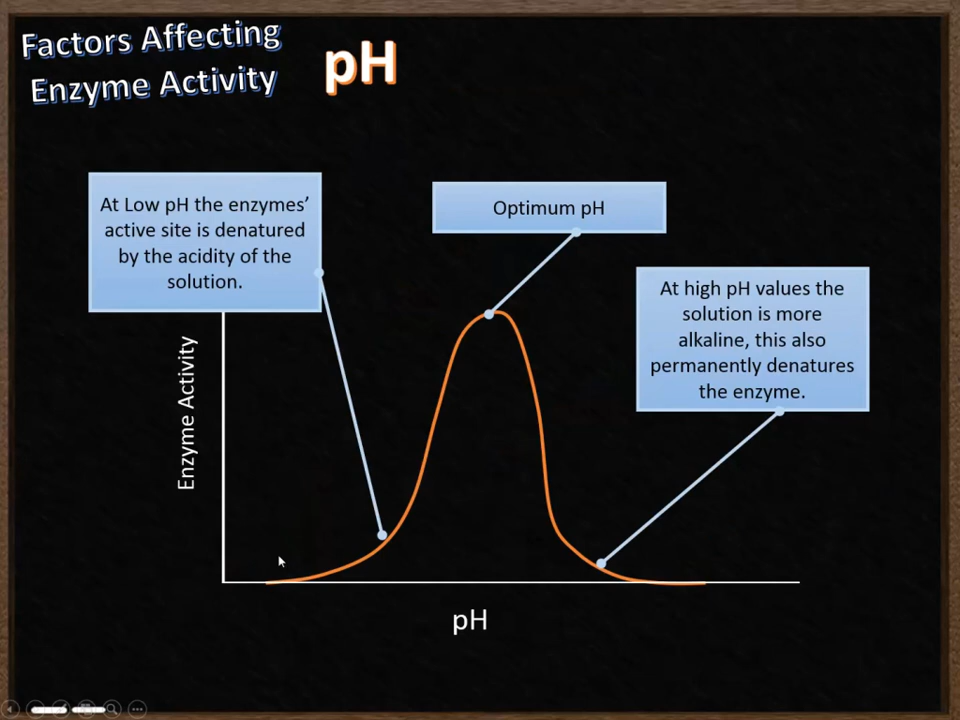 Factors Affecting
Enzyme Activity
pH
At Low pH the enzymes’
active site is denatured
by the acidity of the
solution.
Optimum pH
At high pH values the
solution is more
alkaline, this also
permanently denatures
the enzyme.
Enzyme Activity
pH